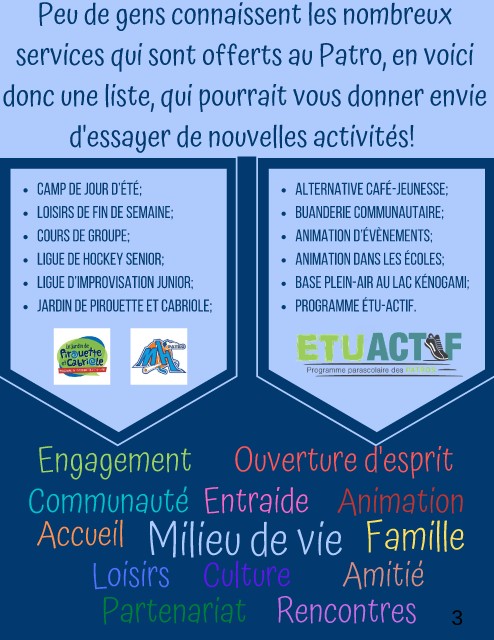 Peu de gens connaissent les nombreux
services qui sont offerts au Patro, en voici
donc une liste, qui pourrait vous donner envie
d'essayer de nouvelles activités!
• CAMP DE JOUR D'ÉTÉ;
• LOISIRS DE FIN DE SEMAINE;
• COURS DE GROUPE;
• LIGUE DE HOCKEY SENIOR;
• LIGUE D'IMPROVISATION JUNIOR;
• JARDIN DE PIROUETTE ET CABRIOLE;
Le Jardin de
Pirouette
et Cabriole
• ALTERNATIVE CAFÉ-JEUNESSE;
• BUANDERIE COMMUNAUTAIRE;
• ANIMATION D'ÉVÈNEMENTS;
• ANIMATION DANS LES ÉCOLES;
• BASE PLEIN-AIR AU LAC KÉNOGAMI;
• PROGRAMME ÉTU-ACTIF.
ETUACTIF
Programme parascolaire des PATROS
Engagement Ouverture d'esprit
Communauté Entraide Animation
Accueil Milieu de vie Famille
Loisirs Culture Amitié
Partenariat Rencontres
3